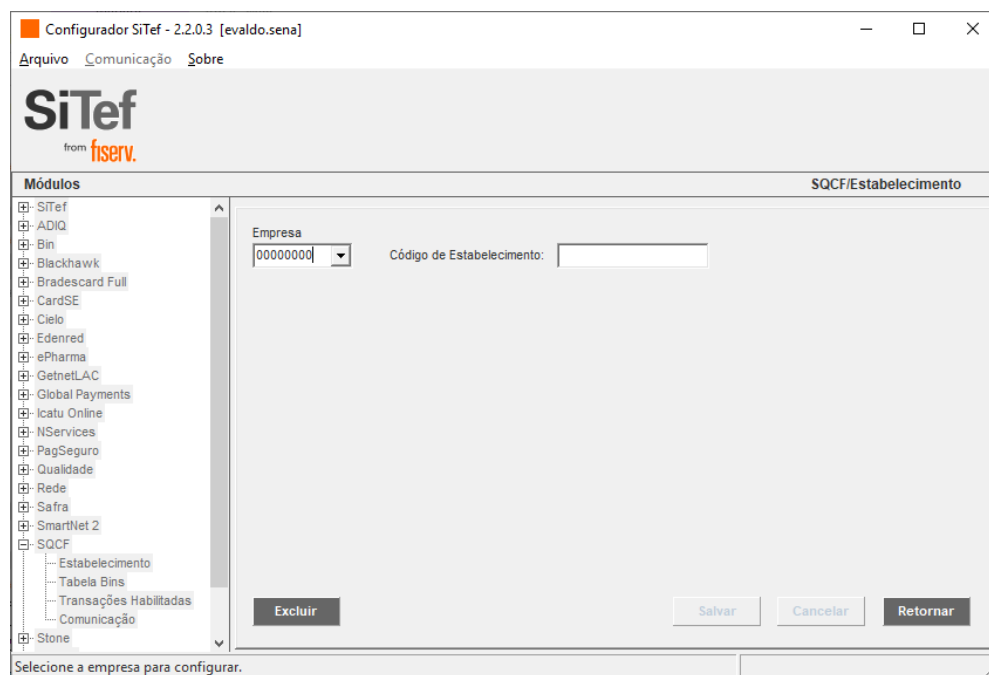 Configurador SiTef - 2.2.0.3 [evaldo.sena]
Arquivo Comunicação Sobre
SiTef
from fiserv.
Módulos SQCF/Estabelecimento
SiTef
ADIQ
Bin
Blackhawk
Bradescard Full
CardSE
Cielo
Edenred
ePharma
GetnetLAC
Global Payments
Icatu Online
NServices
PagSeguro
Qualidade
Rede
Safra
SmartNet 2
SQCF
Estabelecimento
Tabela Bins
Transações Habilitadas
Comunicação
Stone
Empresa
00000000 Código de Estabelecimento:
Excluir Salvar Cancelar Retornar
Selecione a empresa para configurar.